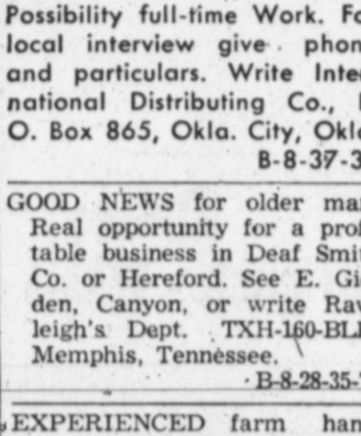 Possibility full-time Work. Fo
local interview give phon
and particulars. Write Inte
national Distributing Co.,
O. Box 865, Okla. City, Okl
B-8-37-3
GOOD NEWS for older ma
Real opportunity for a prof
table business in Deaf Smi
Co. or Hereford. See E. Gi
den, Canyon, or write Raw
leigh's Dept. TXH-160-BLI
Memphis, Tennessee.
B-8-28-35-
EXPERIENCED farm han